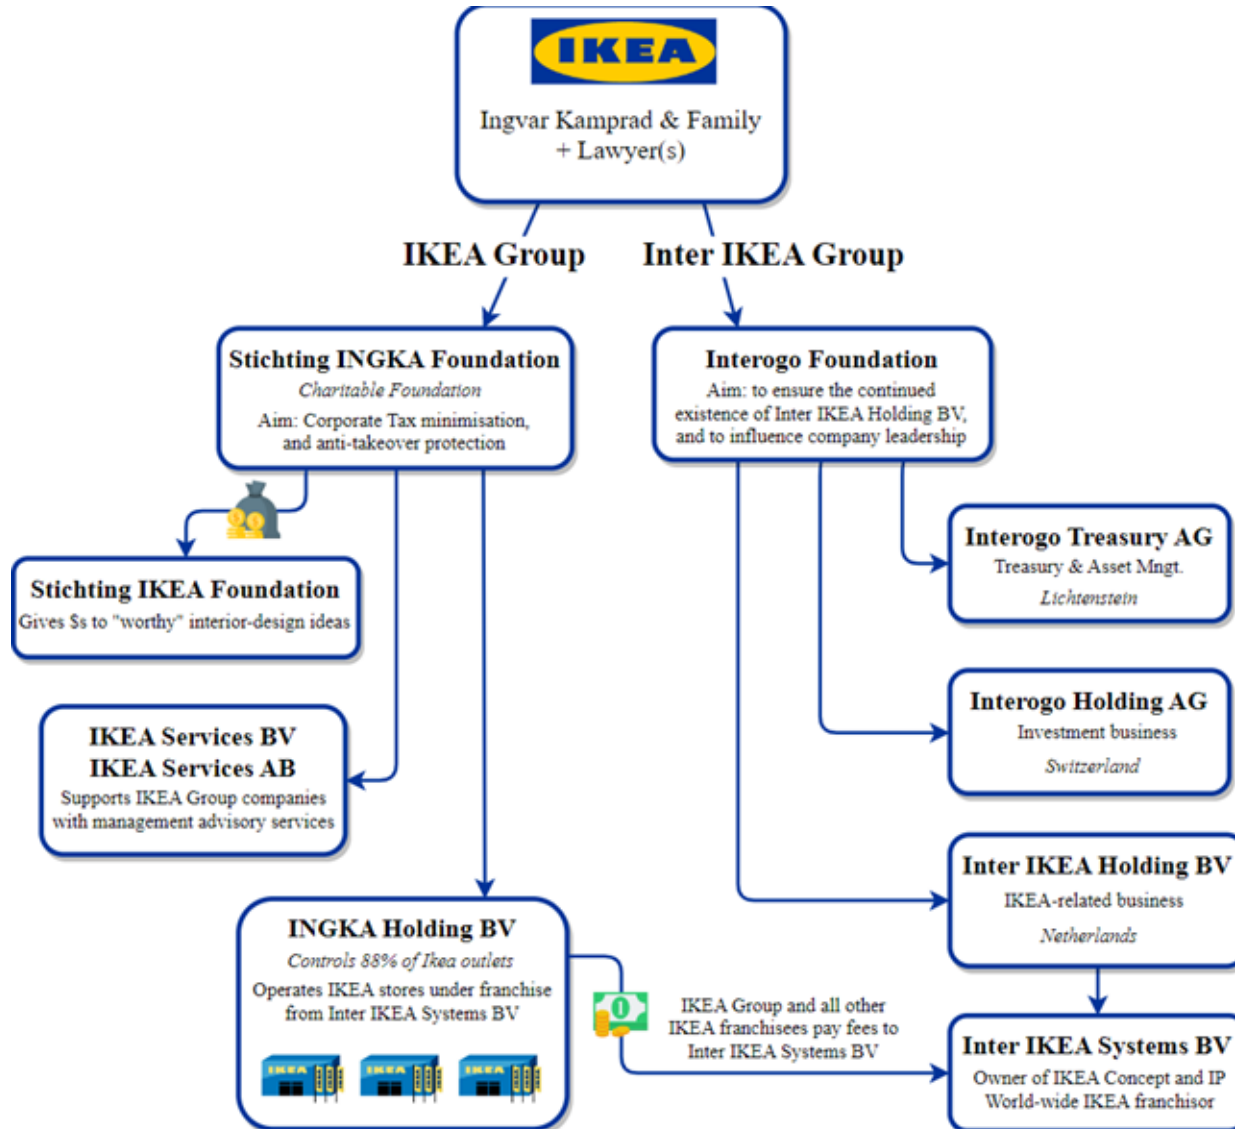 IKEA
Ingvar Kamprad & Family
+ Lawyer(s)
IKEA Group
Inter IKEA Group
Stichting INGKA Foundation
Charitable Foundation
Aim: Corporate Tax minimisation,
and anti-takeover protection
Interogo Foundation
Aim: to ensure the continued
existence of Inter IKEA Holding BV,
and to influence company leadership
Stichting IKEA Foundation
Gives $s to "worthy" interior-design ideas
Interogo Treasury AG
Treasury & Asset Mngt.
Lichtenstein
IKEA Services BV
IKEA Services AB
Supports IKEA Group companies
with management advisory services
Interogo Holding AG
Investment business
Switzerland
Inter IKEA Holding BV
IKEA-related business
Netherlands
INGKA Holding BV
Controls 88% of Ikea outlets
Operates IKEA stores under franchise
from Inter IKEA Systems BV
IKEA IKEA IKEA
IKEA Group and all other
IKEA franchisees pay fees to
Inter IKEA Systems BV
Inter IKEA Systems BV
Owner of IKEA Concept and IP
World-wide IKEA franchisor